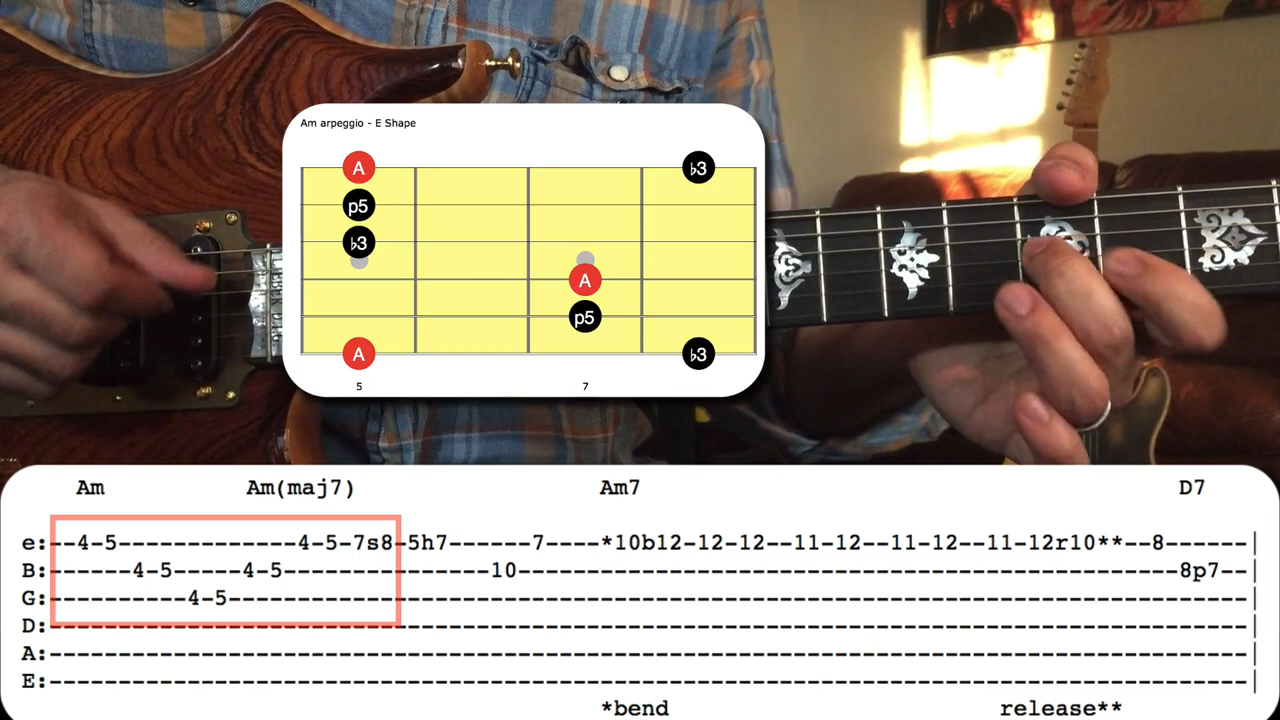 Am arpeggio - E Shape
A ♭3
p5
♭3
A
p5
A ♭3
5 7
Am Am(maj7) Am7 D7
e:--4-5-------------4-5-7s8-5h7------7----*10b12-12-12--11-12--11-12--11-12r10**--8------|
B:------4-5-----4-5---------------10------------------------------------------------8p7--|
G:----------4-5--------------------------------------------------------------------------|
D:---------------------------------------------------------------------------------------|
A:---------------------------------------------------------------------------------------|
E:---------------------------------------------------------------------------------------|
*bend release**